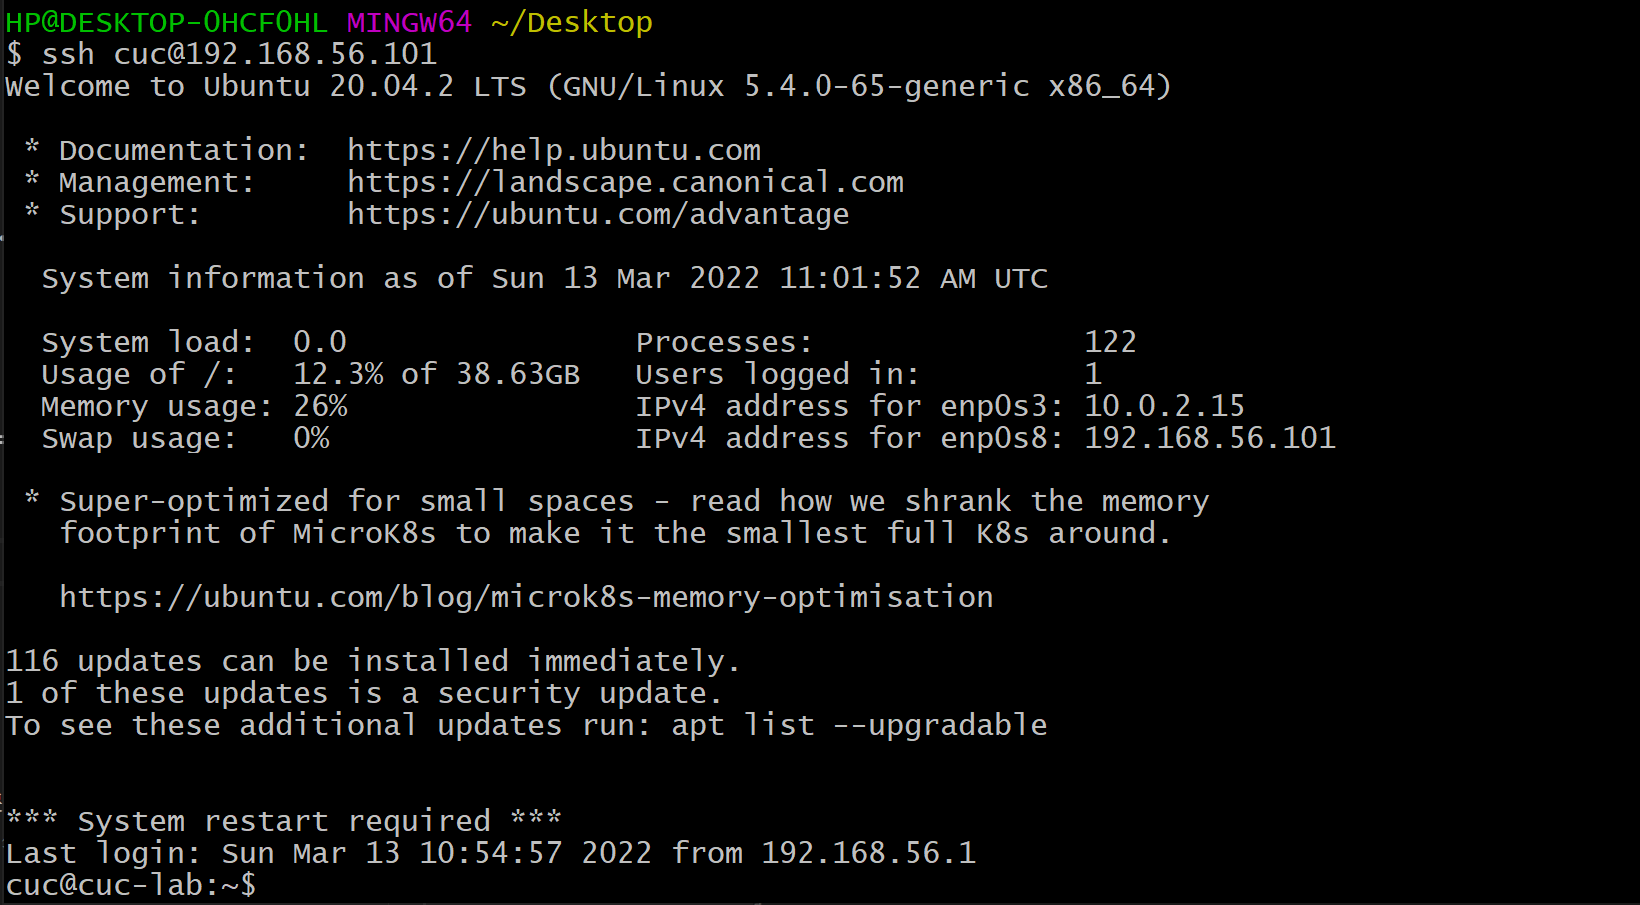 HP@DESKTOP-OHCFOHL MINGW64 ~/Desktop
$ ssh cuc@192.168.56.101
Welcome to Ubuntu 20.04.2 LTS (GNU/Linux 5.4.0-65-generic x86_64)
* Documentation:  https://help.ubuntu.com
* Management:     https://landscape.canonical.com
* Support:        https://ubuntu.com/advantage
System information as of Sun 13 Mar 2022 11:01:52 AM UTC
System load:  0.0                Processes:               122
Usage of /:   12.3% of 38.63GB   Users logged in:         1
Memory usage: 26%                IPv4 address for enp0s3: 10.0.2.15
Swap usage:   0%                 IPv4 address for enp0s8: 192.168.56.101
* Super-optimized for small spaces - read how we shrank the memory
footprint of MicroK8s to make it the smallest full K8s around.
https://ubuntu.com/blog/microk8s-memory-optimisation
116 updates can be installed immediately.
1 of these updates is a security update.
To see these additional updates run: apt list --upgradable
*** System restart required ***
Last login: Sun Mar 13 10:54:57 2022 from 192.168.56.1
cuc@cuc-lab:~$